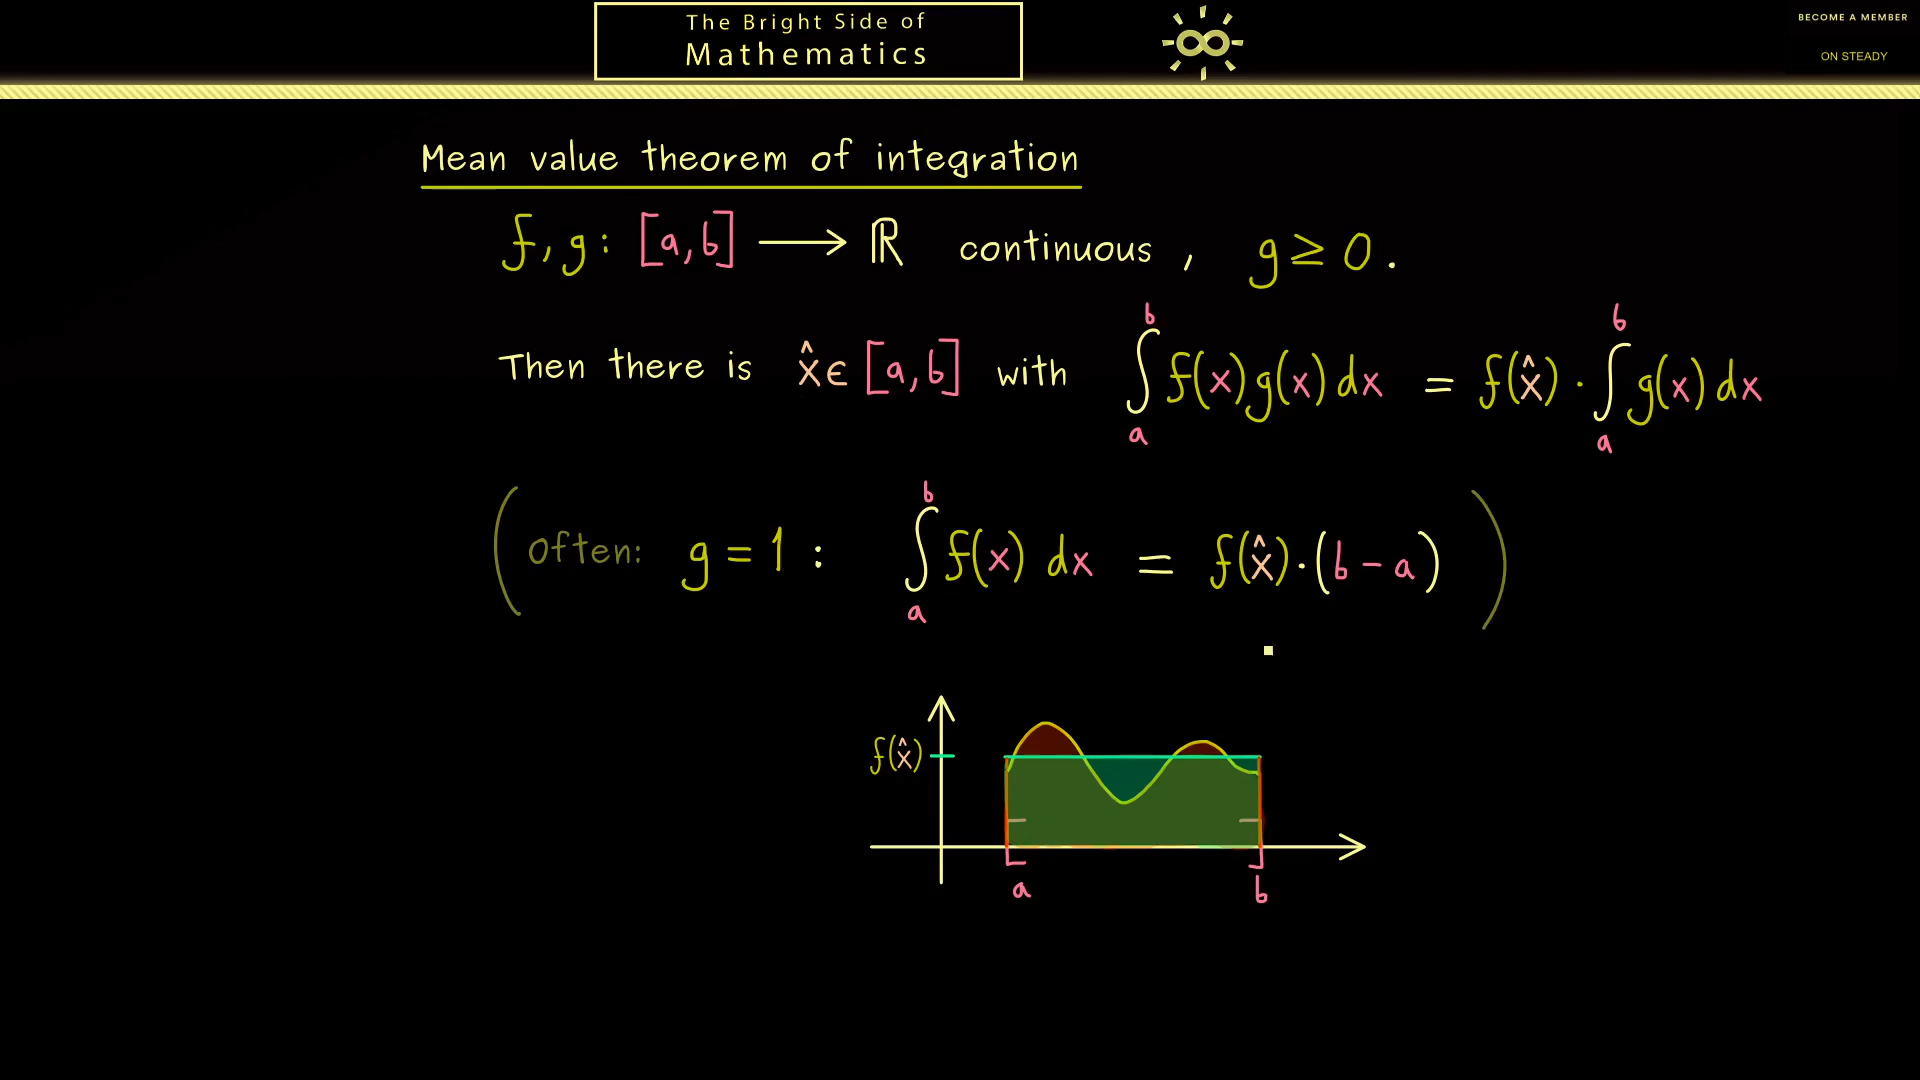 The Bright Side of
Mathematics
BECOME A MEMBER
ON STEADY
Mean value theorem of integration
f, g : [a, b] ⟶ ℝ continuous , g ≥ 0 .
Then there is x̂ ∈ [a, b] with ∫_a^b f(x) g(x) dx = f(x̂) · ∫_a^b g(x) dx
( Often: g = 1 : ∫_a^b f(x) dx = f(x̂) · (b − a) )
f(x̂)
a b